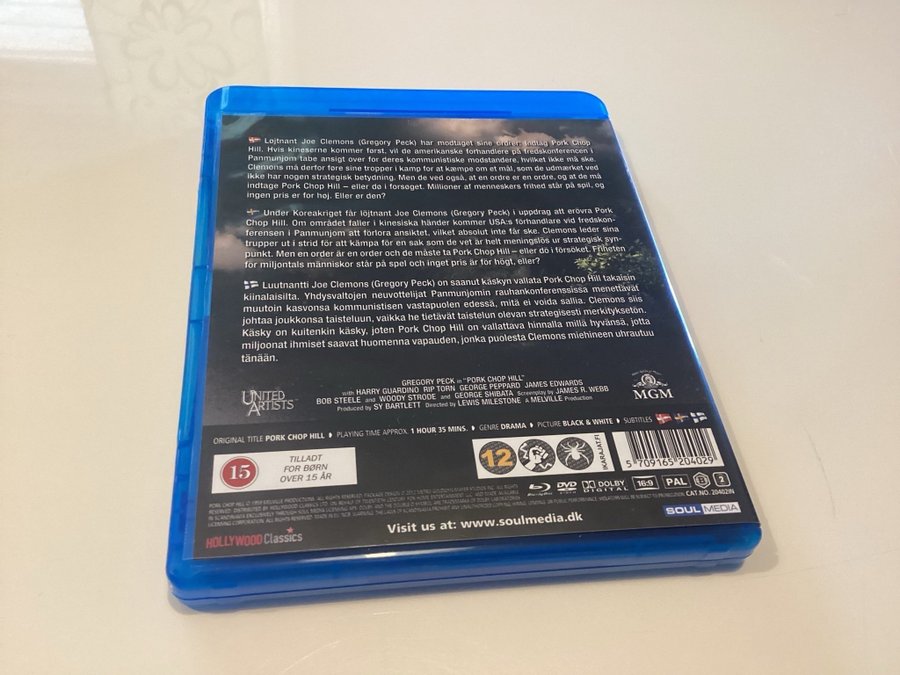 Løjtnant Joe Clemons (Gregory Peck) har modtaget sine ordrer: Indtag Pork Chop
Hill. Hvis kineserne kommer først, vil de amerikanske forhandlere på fredskonferencen i
Panmunjom tabe ansigt over for deres kommunistiske modstandere, hvilket ikke må ske.
Clemons må derfor føre sine tropper i kamp for at kæmpe om et mål, som de udmærket ved
ikke har nogen strategisk betydning. Men de ved også, at en ordre er en ordre, og at de må
indtage Pork Chop Hill – eller dø i forsøget. Millioner af menneskers frihed står på spil, og
ingen pris er for høj. Eller er den?
Under Koreakriget får löjtnant Joe Clemons (Gregory Peck) i uppdrag att erövra Pork
Chop Hill. Om området faller i kinesiska händer kommer USA:s förhandlare vid fredskon-
ferensen i Panmunjom att förlora ansiktet, vilket absolut inte får ske. Clemons leder sina
trupper ut i strid för att kämpa för en sak som de vet är helt meningslös ur strategisk syn-
punkt. Men en order är en order och de måste ta Pork Chop Hill – eller dö i försöket. Friheten
för miljontals människor står på spel och inget pris är för högt, eller?
Luutnantti Joe Clemons (Gregory Peck) on saanut käskyn vallata Pork Chop Hill takaisin
kiinalaisilta. Yhdysvaltojen neuvottelijat Panmunjomin rauhankonferenssissa menettävät
muutoin kasvonsa kommunistisen vastapuolen edessä, mitä ei voida sallia. Clemons siis
johtaa joukkonsa taisteluun, vaikka he tietävät taistelun olevan strategisesti merkityksetön.
Käsky on kuitenkin käsky, joten Pork Chop Hill on vallattava hinnalla millä hyvänsä, jotta
miljoonat ihmiset saavat huomenna vapauden, jonka puolesta Clemons miehineen uhrautuu
tänään.
UNITED ARTISTS
GREGORY PECK in "PORK CHOP HILL"
with HARRY GUARDINO RIP TORN GEORGE PEPPARD JAMES EDWARDS
BOB STEELE and WOODY STRODE and GEORGE SHIBATA Screenplay by JAMES R. WEBB
Produced by SY BARTLETT Directed by LEWIS MILESTONE A MELVILLE Production
MGM
ORIGINAL TITLE PORK CHOP HILL PLAYING TIME APPROX. 1 HOUR 35 MINS. GENRE DRAMA PICTURE BLACK & WHITE SUBTITLES
15
TILLADT
FOR BØRN
OVER 15 ÅR
12
IKARAJAT.FI
5 709165 204029
Blu-ray Disc DVD DOLBY DIGITAL 16:9 PAL 2
CAT NO. 20402IN
SOUL MEDIA
Visit us at: www.soulmedia.dk
HOLLYWOOD Classics